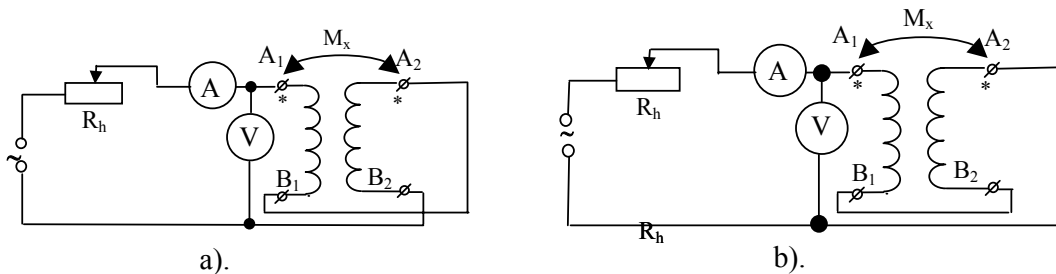 Mx
A1 A2
A
* *
Rh
V
~
B1 B2
a).
Mx
A1 A2
A
* *
Rh
V
~
B1 B2
Rh
b).